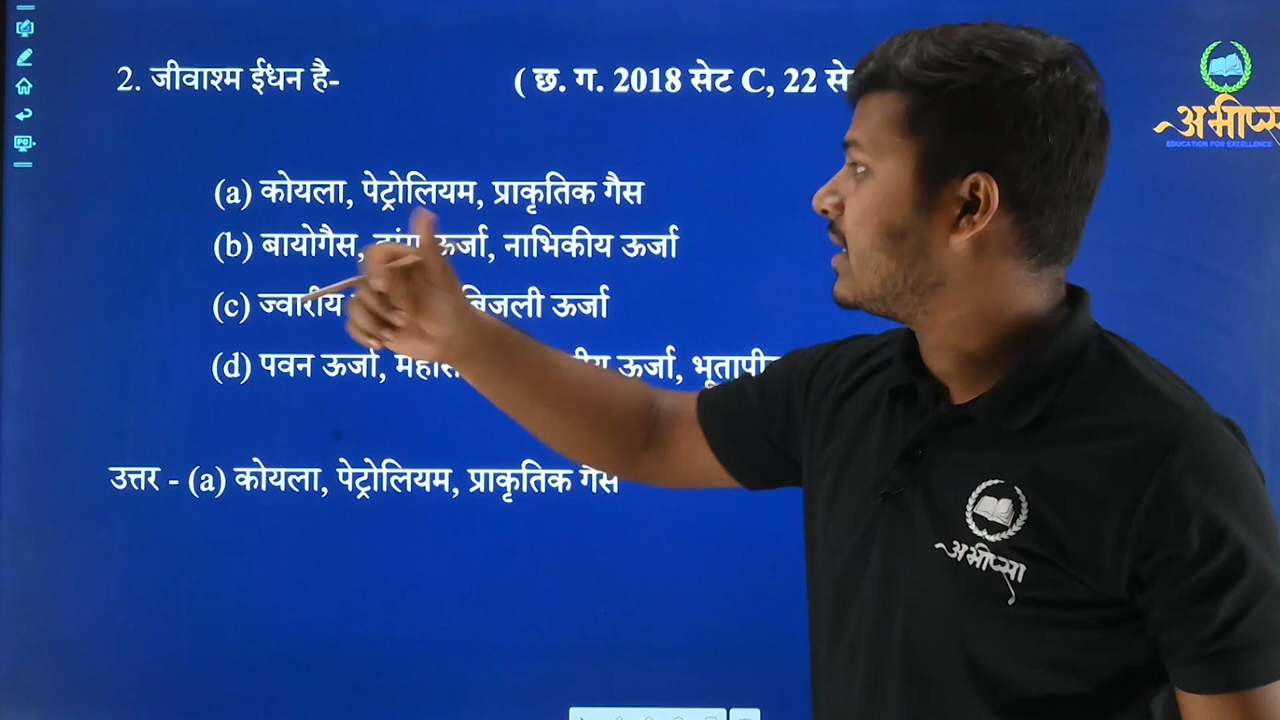 2. जीवाश्म ईंधन है- ( छ. ग. 2018 सेट C, 22 से
(a) कोयला, पेट्रोलियम, प्राकृतिक गैस
(b) बायोगैस, ऊर्जा, नाभिकीय ऊर्जा
(c) ज्वारीय बिजली ऊर्जा
(d) पवन ऊर्जा, ऊर्जा,
उत्तर - (a) कोयला, पेट्रोलियम, प्राकृतिक गैस
अभीप्सा
EDUCATION FOR EXCELLENCE
अभीप्सा